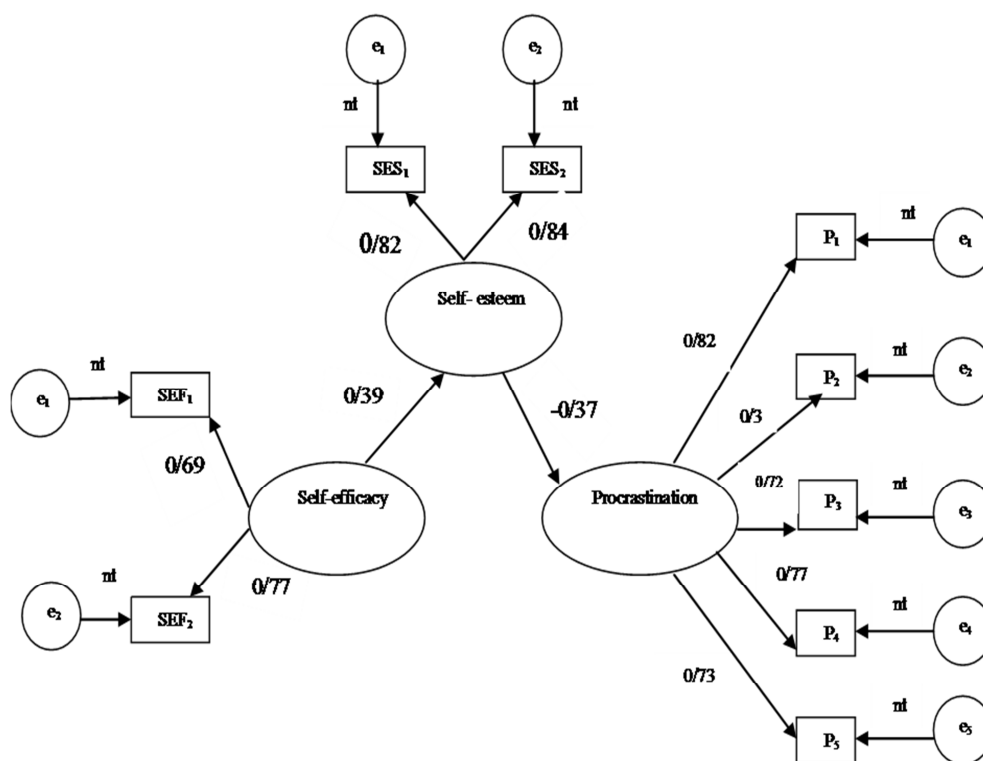 e₁
e₂
nt
nt
SES₁
SES₂
0/82
0/84
Self- esteem
P₁
nt
e₁
0/82
nt
P₂
e₂
0/3
nt
e₁
SEF₁
0/39
-0/37
0/69
Self-efficacy
Procrastination
0/72
P₃
nt
e₃
0/77
nt
e₂
SEF₂
0/77
P₄
nt
e₄
0/73
P₅
nt
e₅